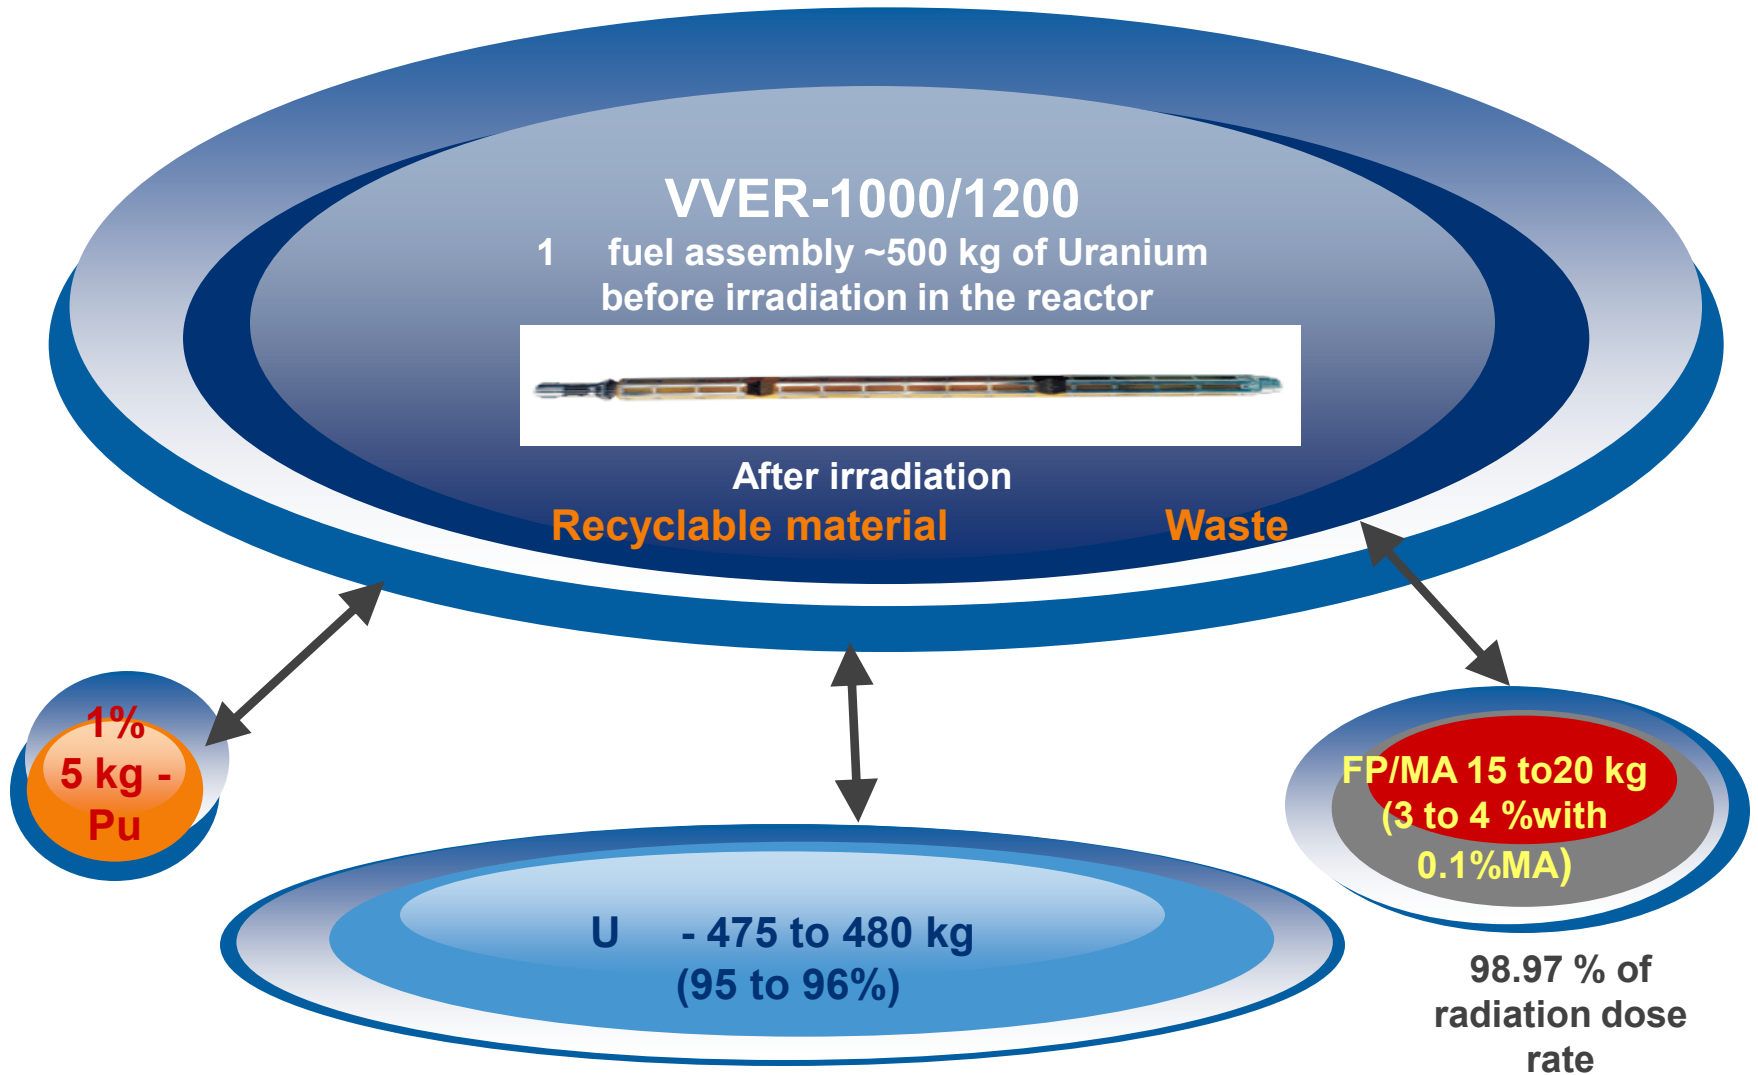 VVER-1000/1200
1 fuel assembly ~500 kg of Uranium
before irradiation in the reactor
After irradiation
Recyclable material Waste
1%
5 kg -
Pu
U - 475 to 480 kg
(95 to 96%)
FP/MA 15 to20 kg
(3 to 4 %with
0.1%MA)
98.97 % of
radiation dose
rate